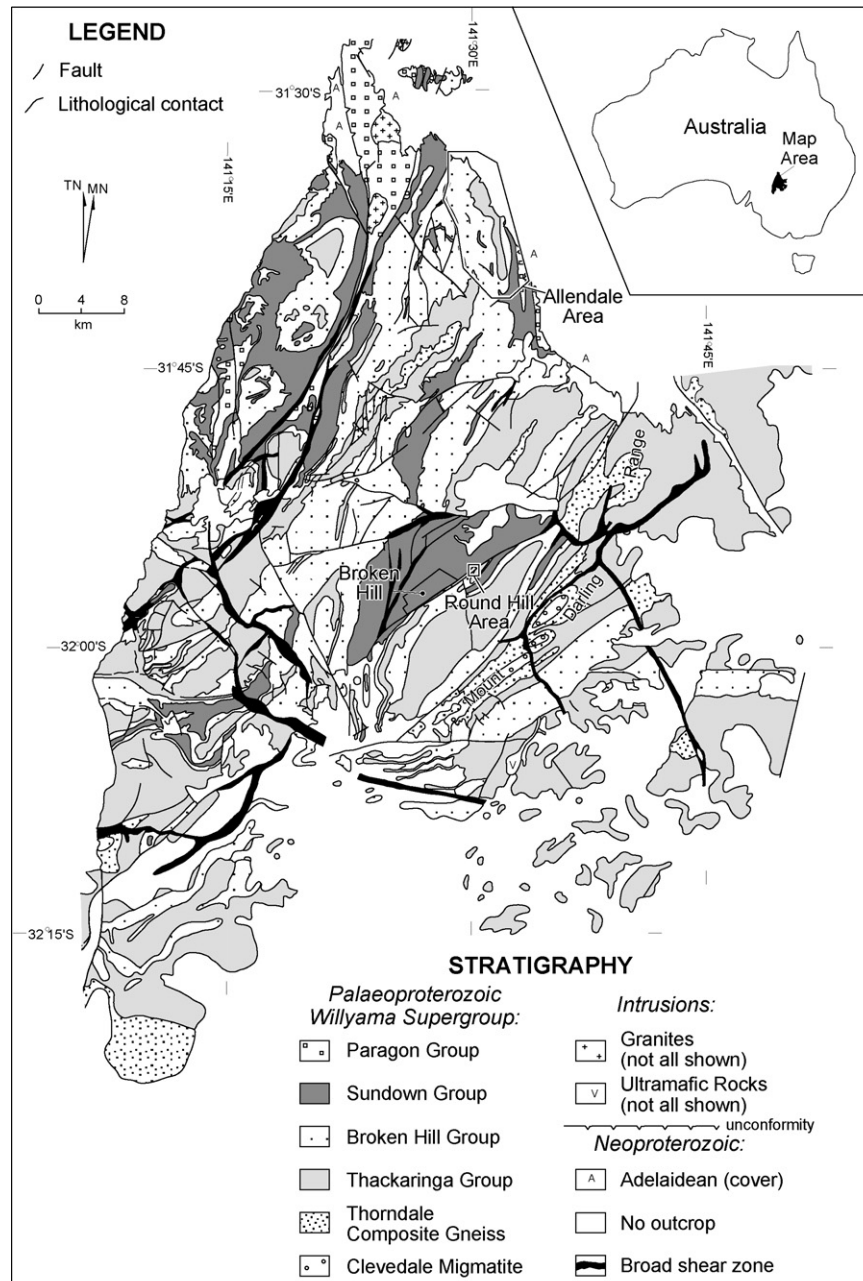 LEGEND
Fault
Lithological contact
TN MN
0 4 8
km
141°15'E
31°30'S
141°30'
A
A
A
A
A
Australia
Map
Area
Allendale
Area
141°45'
31°45'S
Broken
Hill
Round Hill
Area
Mount Darling Range
32°00'S
V
32°15'S
STRATIGRAPHY
Palaeoproterozoic
Willyama Supergroup:
Paragon Group
Sundown Group
Broken Hill Group
Thackaringa Group
Thorndale
Composite Gneiss
Clevedale Migmatite
Intrusions:
Granites
(not all shown)
V
Ultramafic Rocks
(not all shown)
unconformity
Neoproterozoic:
A
Adelaidean (cover)
No outcrop
Broad shear zone